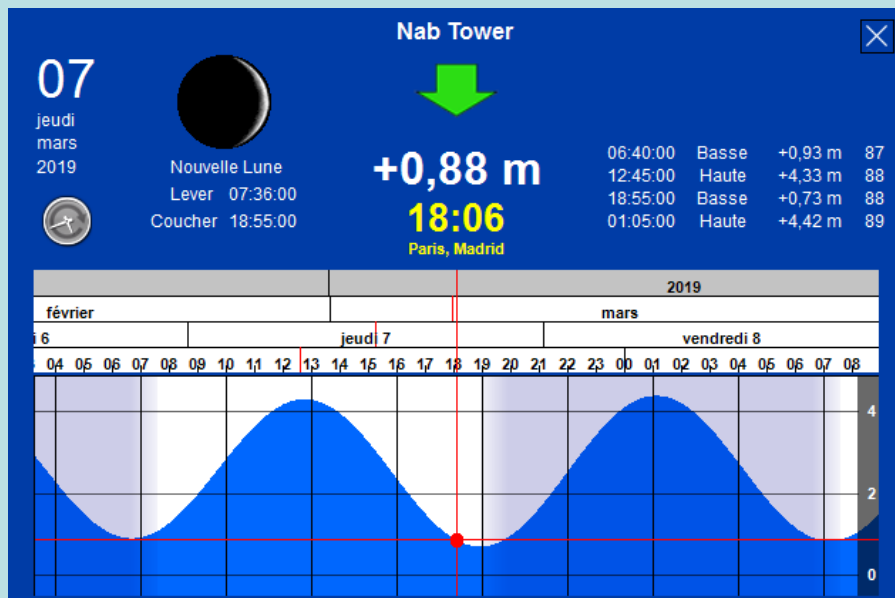 Nab Tower
07
jeudi
mars
2019
Nouvelle Lune
Lever 07:36:00
Coucher 18:55:00
+0,88 m
18:06
Paris, Madrid
06:40:00 Basse +0,93 m 87
12:45:00 Haute +4,33 m 88
18:55:00 Basse +0,73 m 88
01:05:00 Haute +4,42 m 89
2019
février mars
i 6 jeudi 7 vendredi 8
04 05 06 07 08 09 10 11 12 13 14 15 16 17 18 19 20 21 22 23 00 01 02 03 04 05 06 07 08
4
2
0